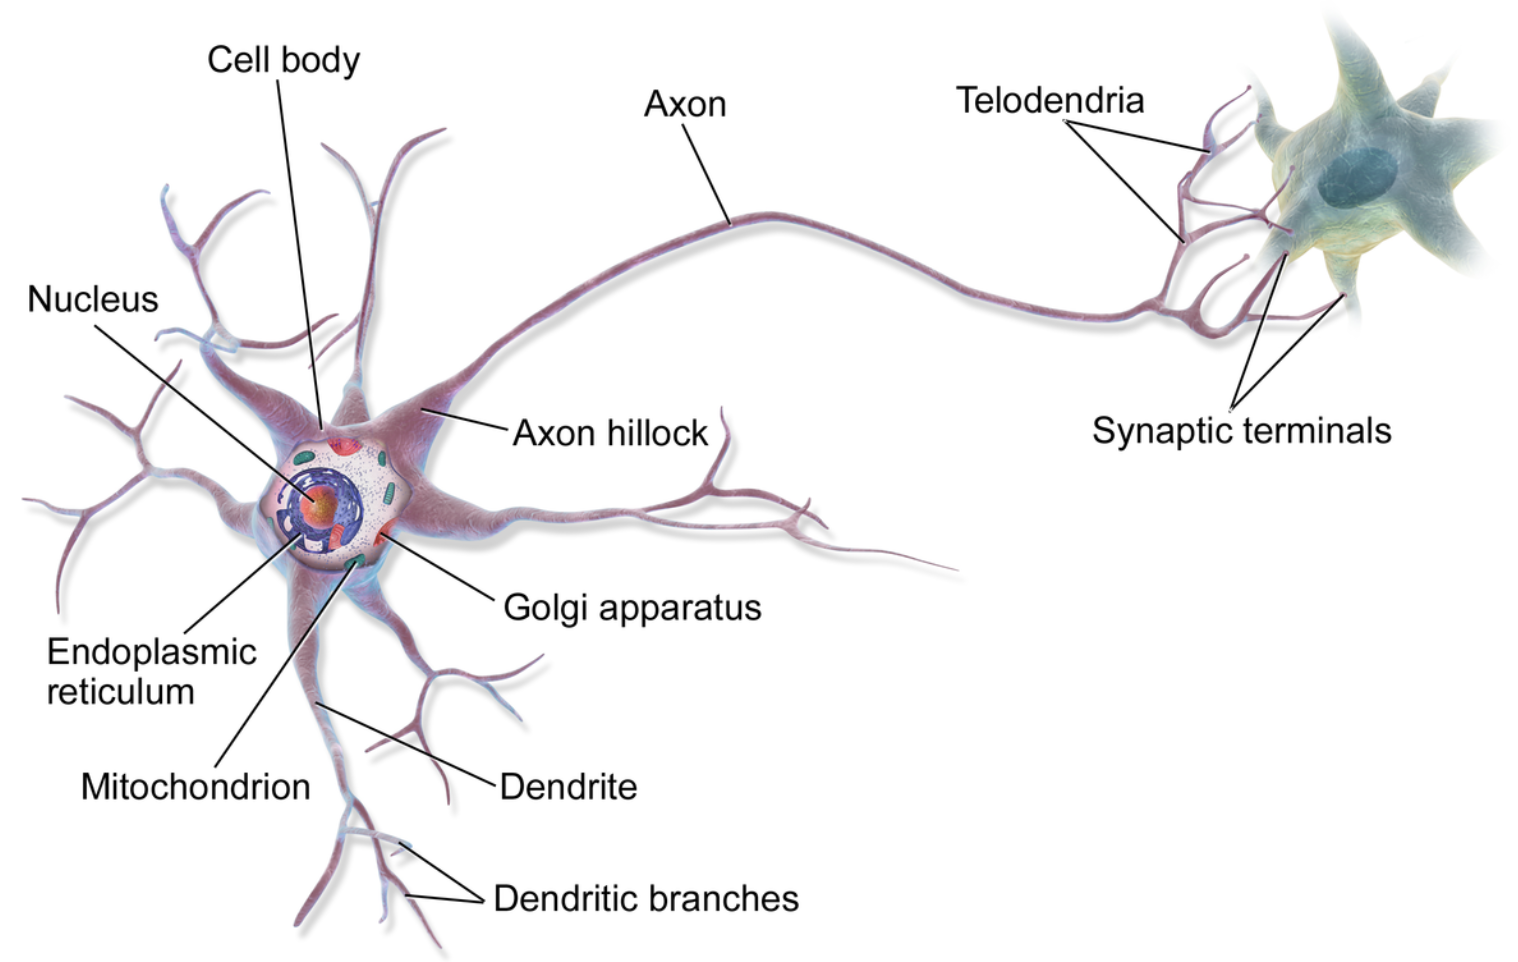 Cell body
Axon
Telodendria
Nucleus
Axon hillock
Synaptic terminals
Golgi apparatus
Endoplasmic
reticulum
Mitochondrion
Dendrite
Dendritic branches